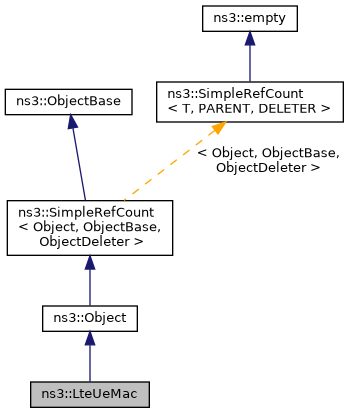 ns3::empty
ns3::SimpleRefCount
< T, PARENT, DELETER >
ns3::ObjectBase
< Object, ObjectBase,
ObjectDeleter >
ns3::SimpleRefCount
< Object, ObjectBase,
ObjectDeleter >
ns3::Object
ns3::LteUeMac